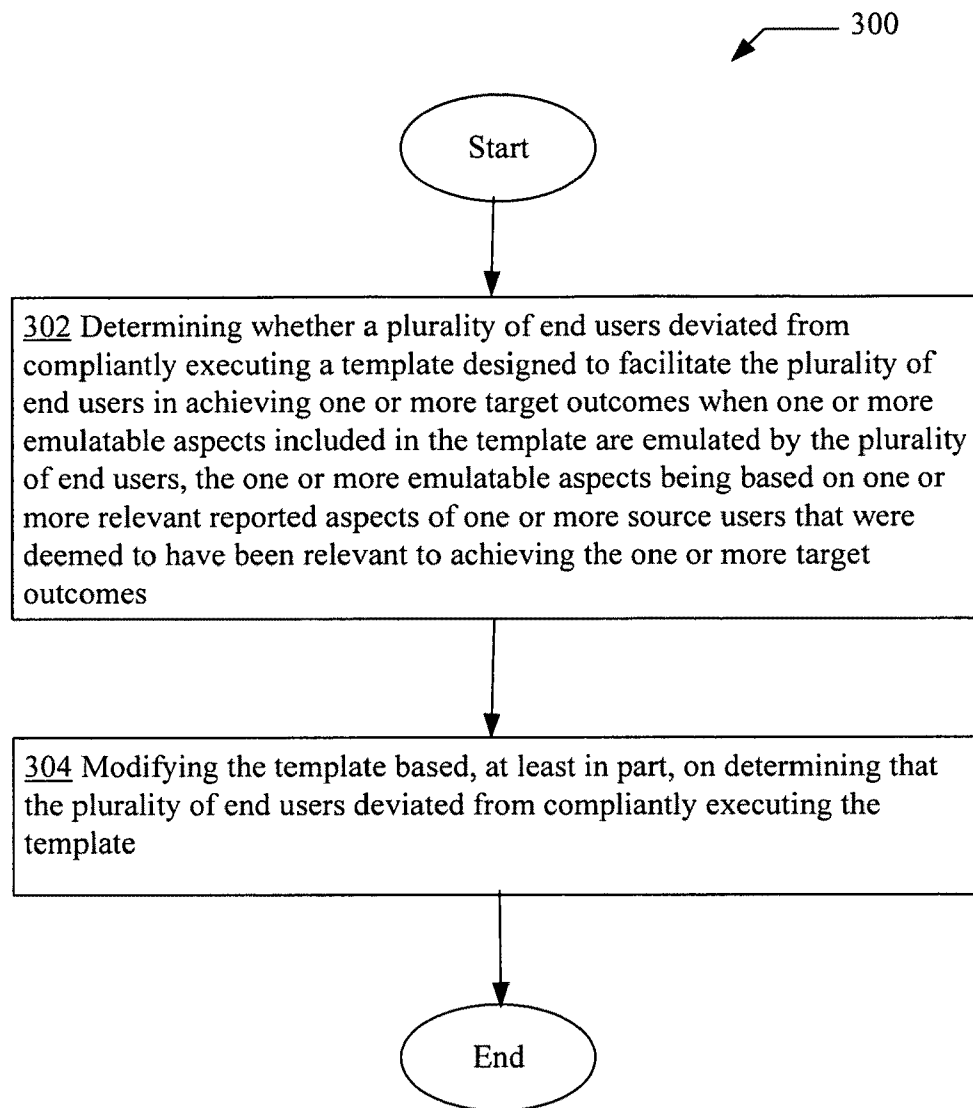 300
Start
302 Determining whether a plurality of end users deviated from
compliantly executing a template designed to facilitate the plurality of
end users in achieving one or more target outcomes when one or more
emulatable aspects included in the template are emulated by the plurality
of end users, the one or more emulatable aspects being based on one or
more relevant reported aspects of one or more source users that were
deemed to have been relevant to achieving the one or more target
outcomes
304 Modifying the template based, at least in part, on determining that
the plurality of end users deviated from compliantly executing the
template
End